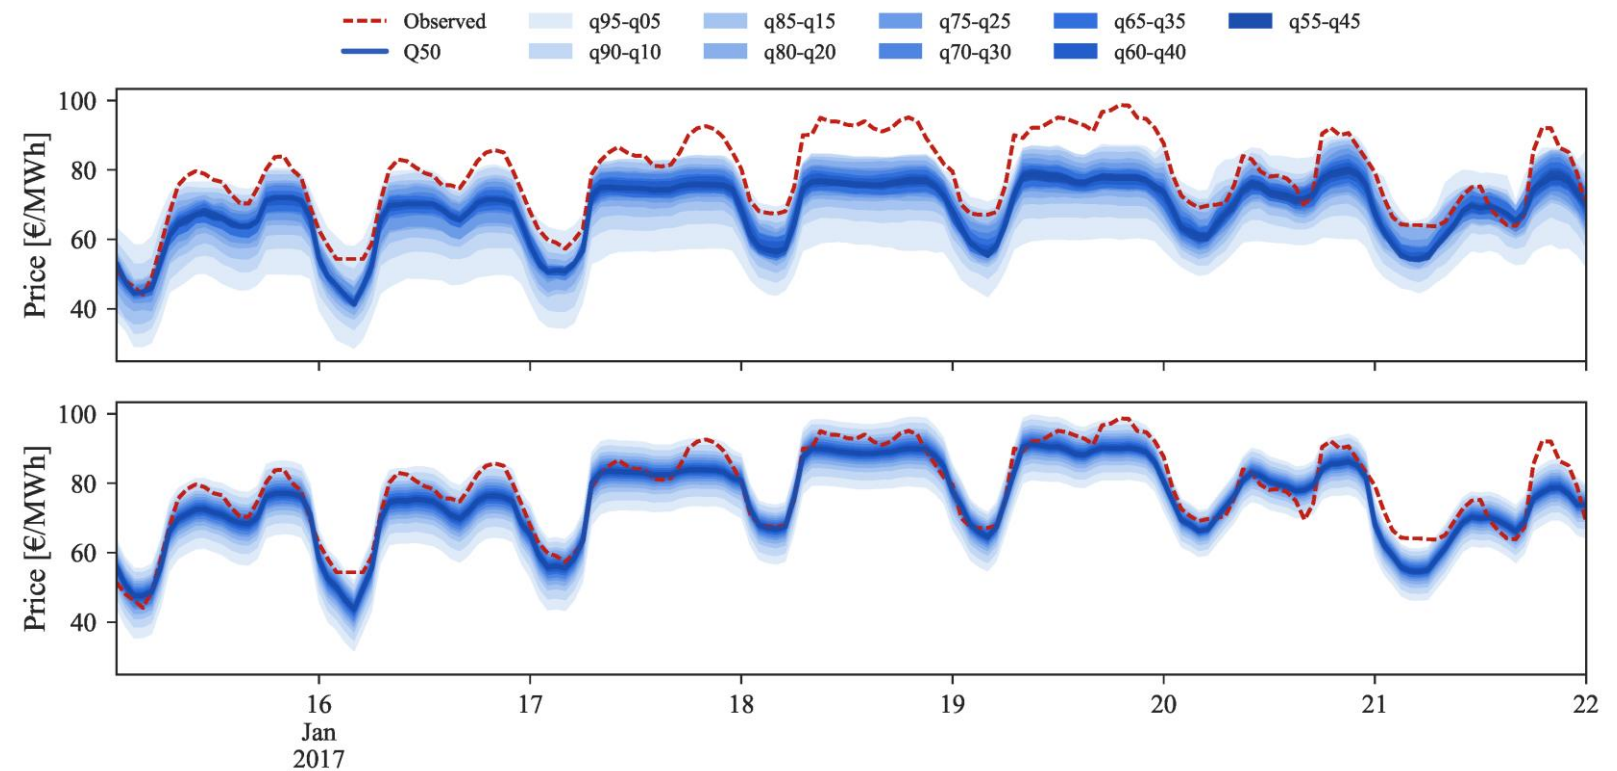 Observed q95-q05 q85-q15 q75-q25 q65-q35 q55-q45
Q50 q90-q10 q80-q20 q70-q30 q60-q40
100
80
60
40
Price [€/MWh]
100
80
60
40
Price [€/MWh]
16 17 18 19 20 21 22
Jan
2017